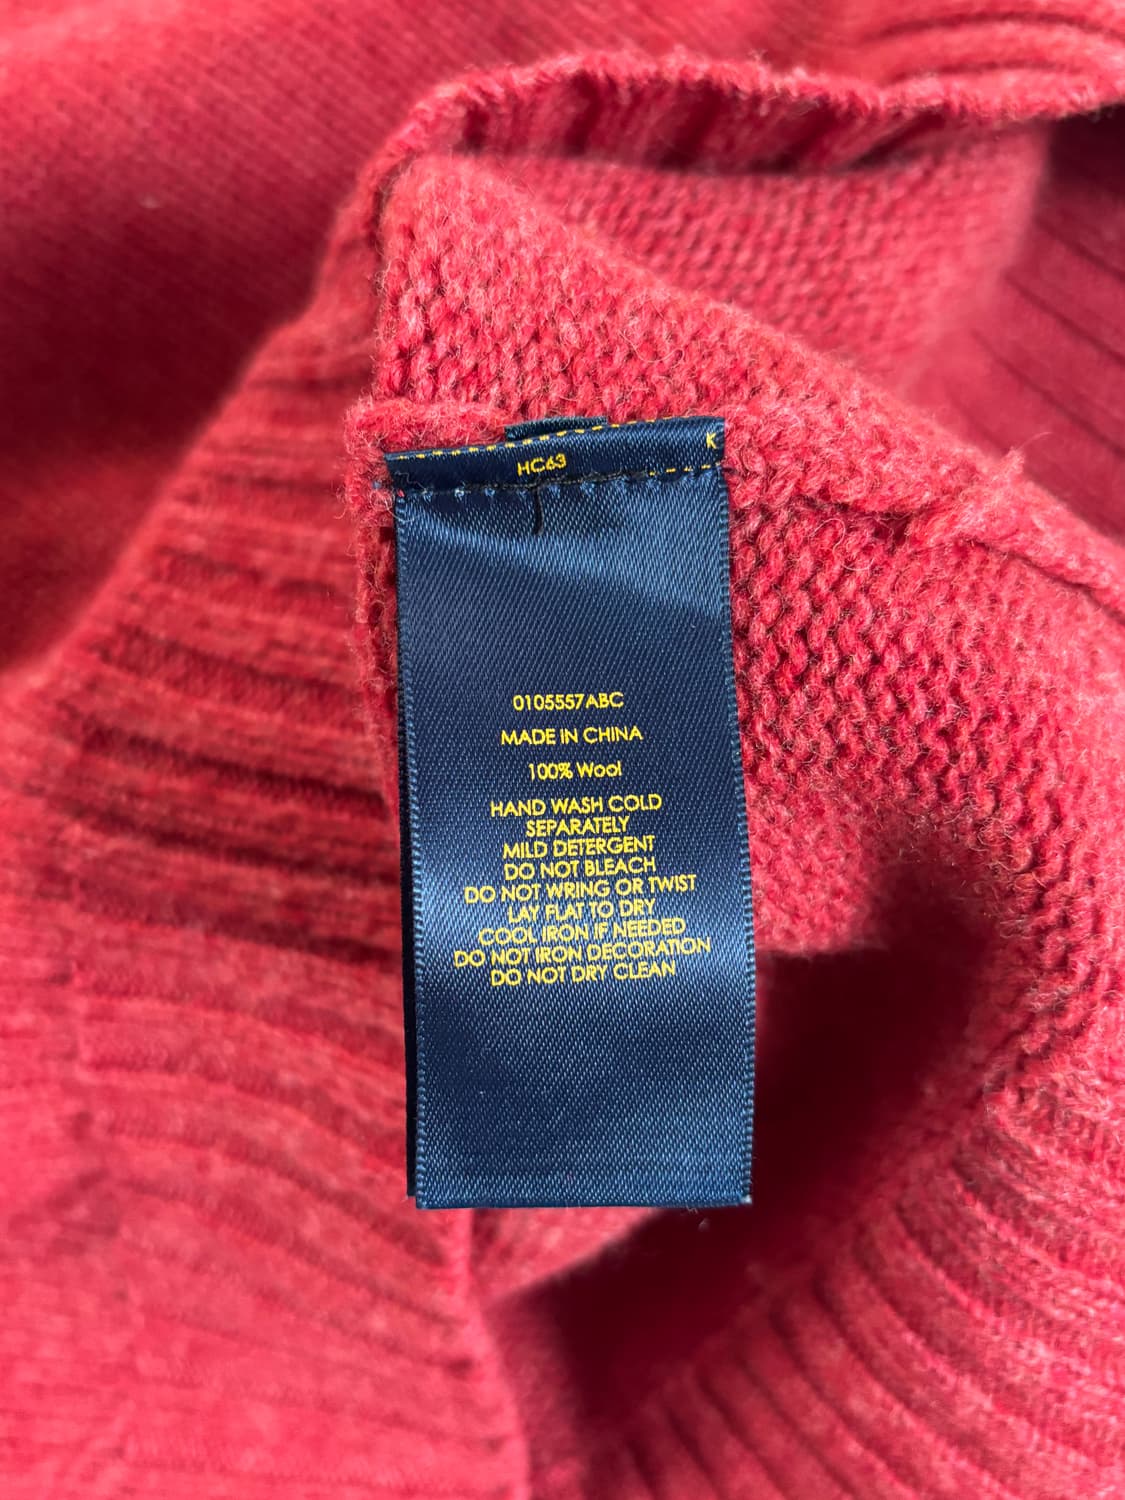 K
HC63
0105557ABC
MADE IN CHINA
100% Wool
HAND WASH COLD
SEPARATELY
MILD DETERGENT
DO NOT BLEACH
DO NOT WRING OR TWIST
LAY FLAT TO DRY
COOL IRON IF NEEDED
DO NOT IRON DECORATION
DO NOT DRY CLEAN